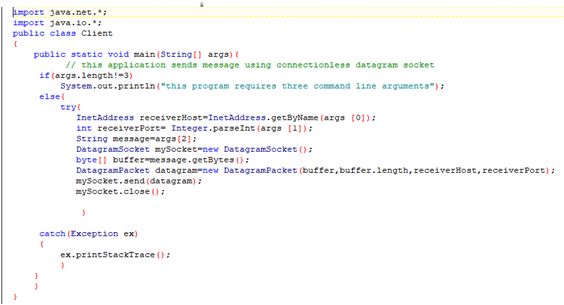 import java.net.*;
import java.io.*;
public class Client
{
public static void main(String[] args){
// this application sends message using connectionless datagram socket
if(args.length!=3)
System.out.println("this program requires three command line arguments");
else{
try{
InetAddress receiverHost=InetAddress.getByName(args [0]);
int receiverPort= Integer.parseInt(args [1]);
String message=args[2];
DatagramSocket mySocket=new DatagramSocket();
byte[] buffer=message.getBytes();
DatagramPacket datagram=new DatagramPacket(buffer,buffer.length,receiverHost,receiverPort);
mySocket.send(datagram);
mySocket.close();
}
catch(Exception ex)
{
ex.printStackTrace();
}
}
}
}